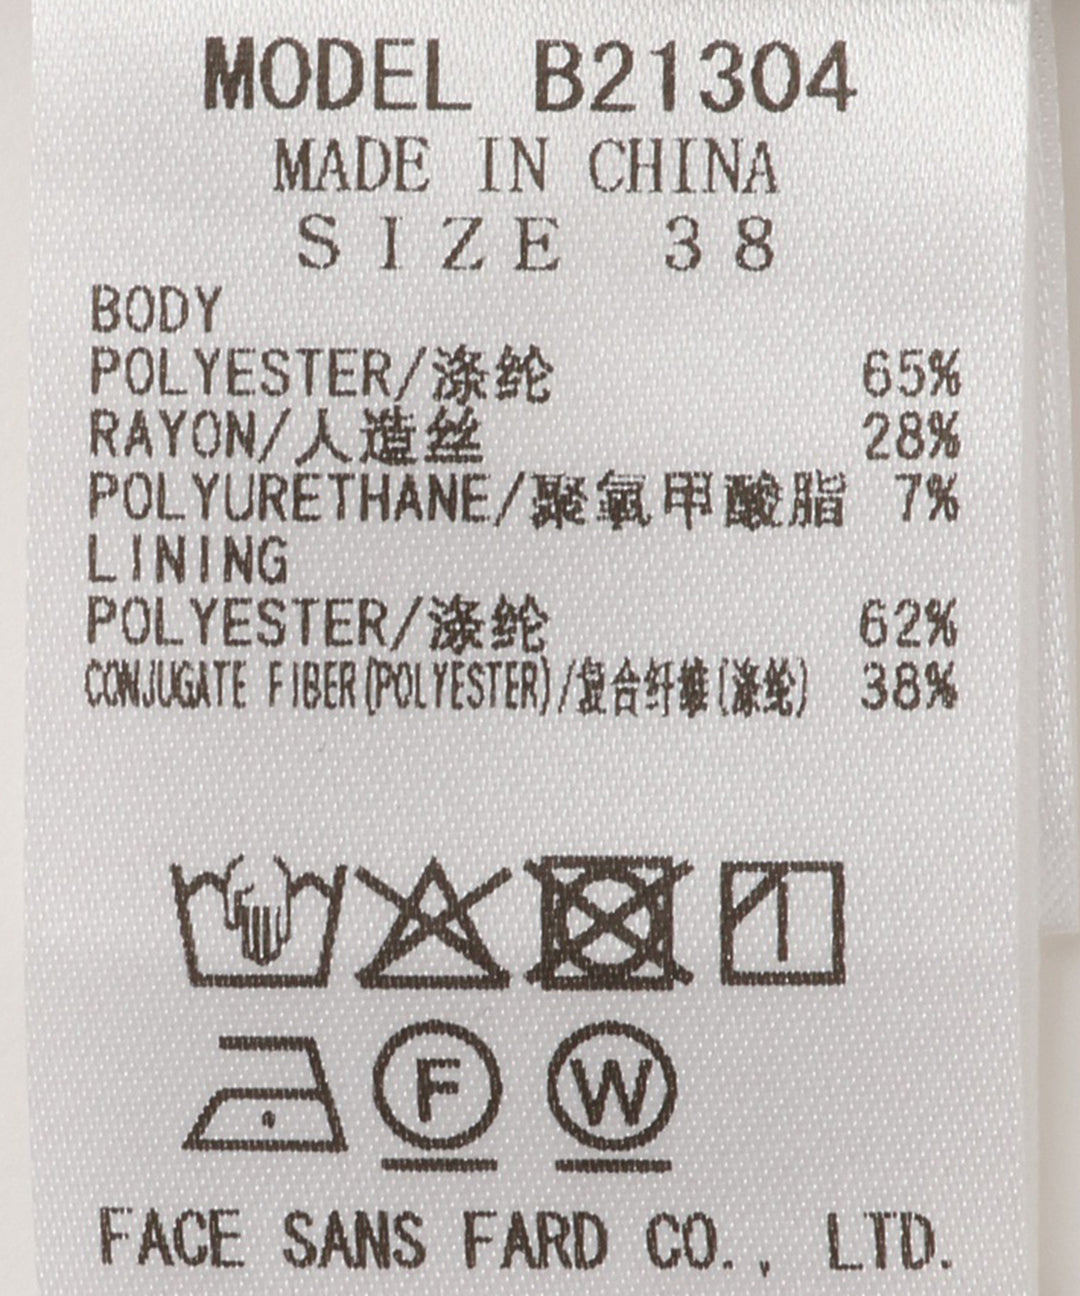 MODEL B21304
MADE IN CHINA
SIZE 38
BODY
POLYESTER/涤纶 65%
RAYON/人造丝 28%
POLYURETHANE/聚氧甲酸脂 7%
LINING
POLYESTER/涤纶 62%
CONJUGATE FIBER(POLYESTER)/复合纤维(涤纶) 38%
F W
FACE SANS FARD CO., LTD.